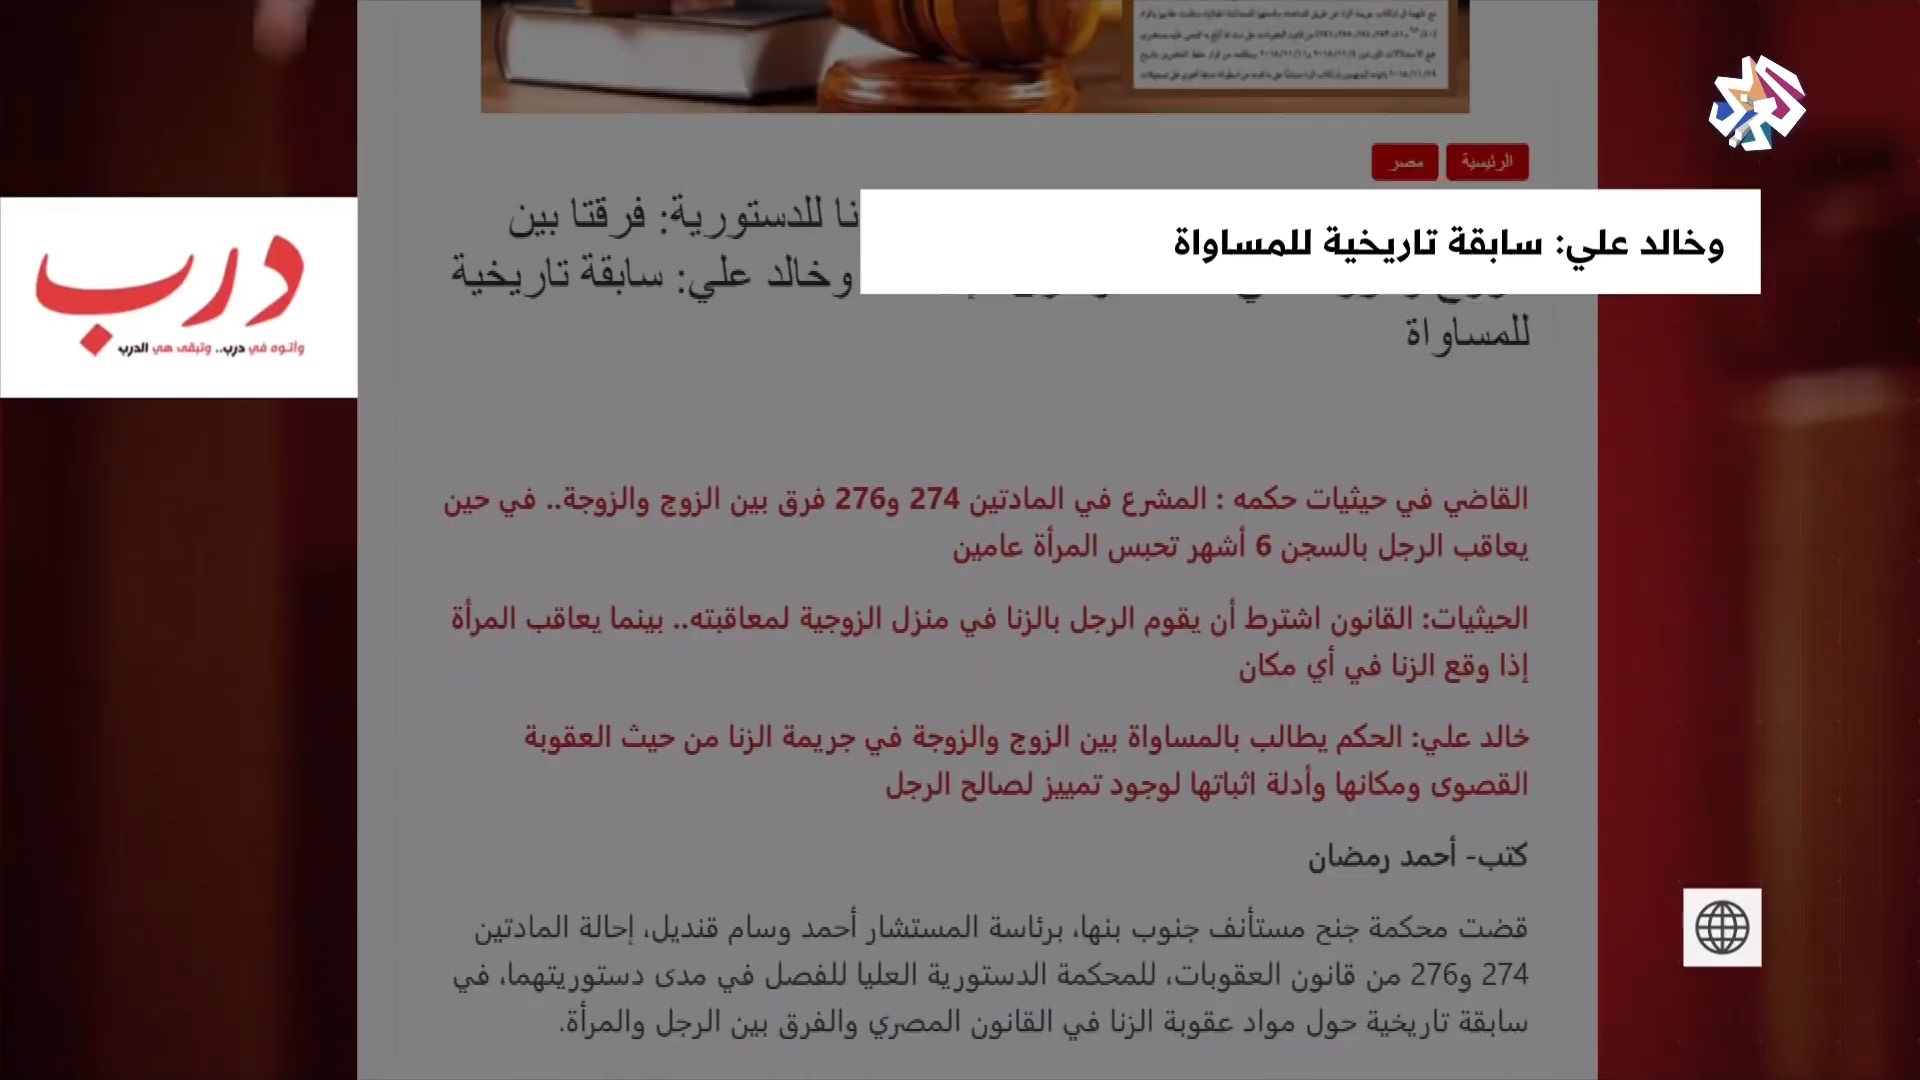 الرئيسية
مصر
نا للدستورية: فرقتا بين
وخالد علي: سابقة تاريخية للمساواة
وخالد علي: سابقة تاريخية
للمساواة
درب
وأتوه في درب.. وتبقى هي الدرب
القاضي في حيثيات حكمه : المشرع في المادتين 274 و276 فرق بين الزوج والزوجة.. في حين
يعاقب الرجل بالسجن 6 أشهر تحبس المرأة عامين
الحيثيات: القانون اشترط أن يقوم الرجل بالزنا في منزل الزوجية لمعاقبته.. بينما يعاقب المرأة
إذا وقع الزنا في أي مكان
خالد علي: الحكم يطالب بالمساواة بين الزوج والزوجة في جريمة الزنا من حيث العقوبة
القصوى ومكانها وأدلة اثباتها لوجود تمييز لصالح الرجل
كتب- أحمد رمضان
قضت محكمة جنح مستأنف جنوب بنها، برئاسة المستشار أحمد وسام قنديل، إحالة المادتين
274 و276 من قانون العقوبات، للمحكمة الدستورية العليا للفصل في مدى دستوريتهما، في
سابقة تاريخية حول مواد عقوبة الزنا في القانون المصري والفرق بين الرجل والمرأة.